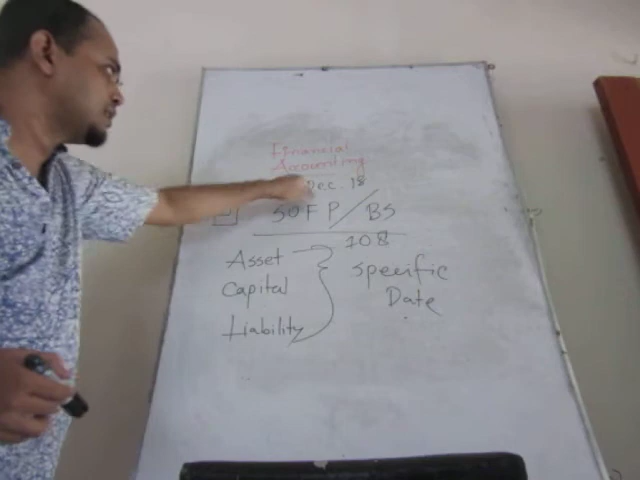 Financial
Accounting
Dec. 18
SOFP/BS
108
Asset
Capital
Liability
Specific
Date